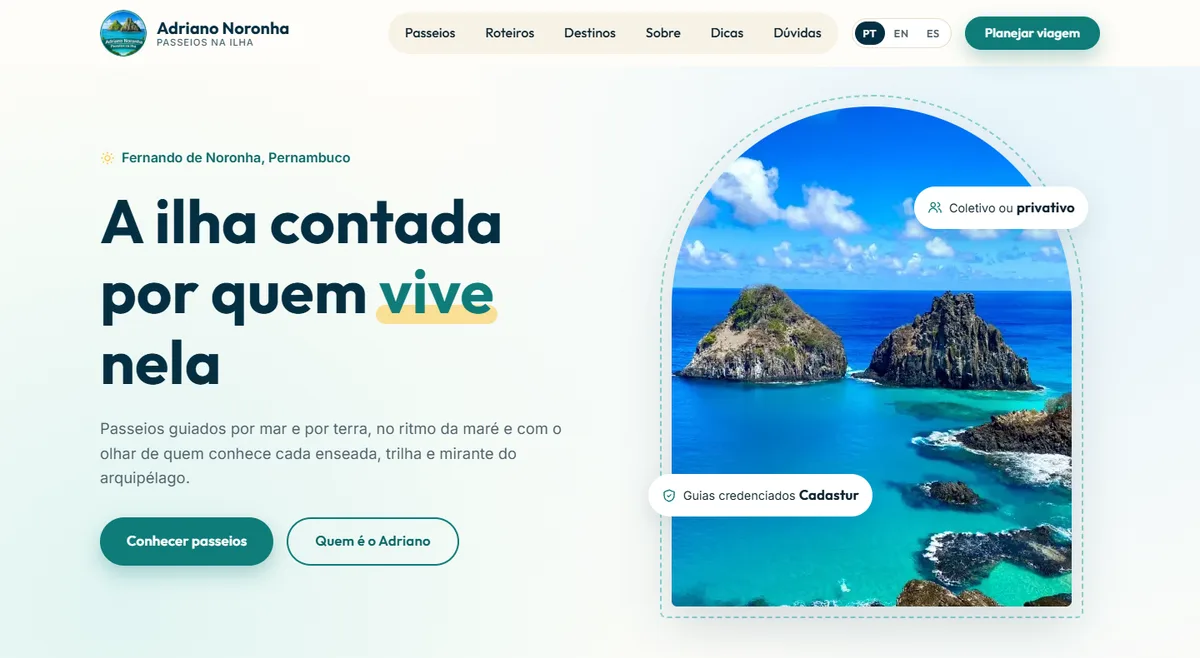 Adriano Noronha
PASSEIOS NA ILHA
Passeios
Roteiros
Destinos
Sobre
Dicas
Dúvidas
PT
EN
ES
Planejar viagem
Fernando de Noronha, Pernambuco
A ilha contada
por quem vive
nela
Passeios guiados por mar e por terra, no ritmo da maré e com o
olhar de quem conhece cada enseada, trilha e mirante do
arquipélago.
Conhecer passeios
Quem é o Adriano
Coletivo ou privativo
Guias credenciados Cadastur